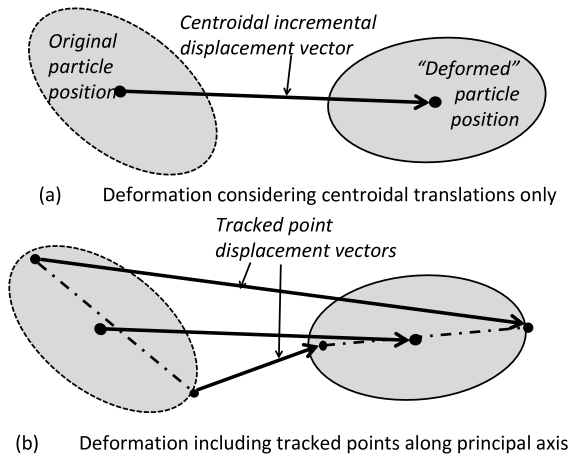 Centroidal incremental
displacement vector
Original
particle
position
“Deformed”
particle
position
(a) Deformation considering centroidal translations only
Tracked point
displacement vectors
(b) Deformation including tracked points along principal axis